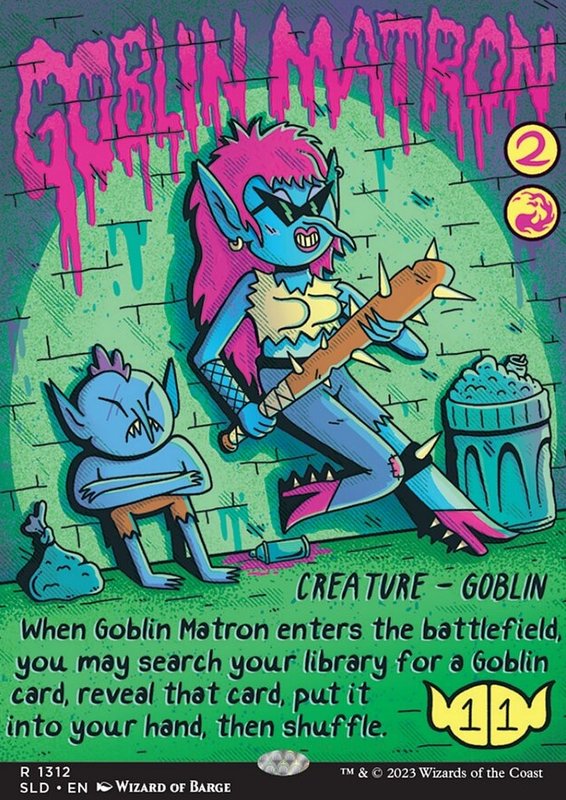 GOBLIN MATRON
2
CREATURE – GOBLIN
When Goblin Matron enters the battlefield,
you may search your library for a Goblin
card, reveal that card, put it
into your hand, then shuffle.
1 1
R 1312
SLD • EN Wizard of Barge
™ & © 2023 Wizards of the Coast